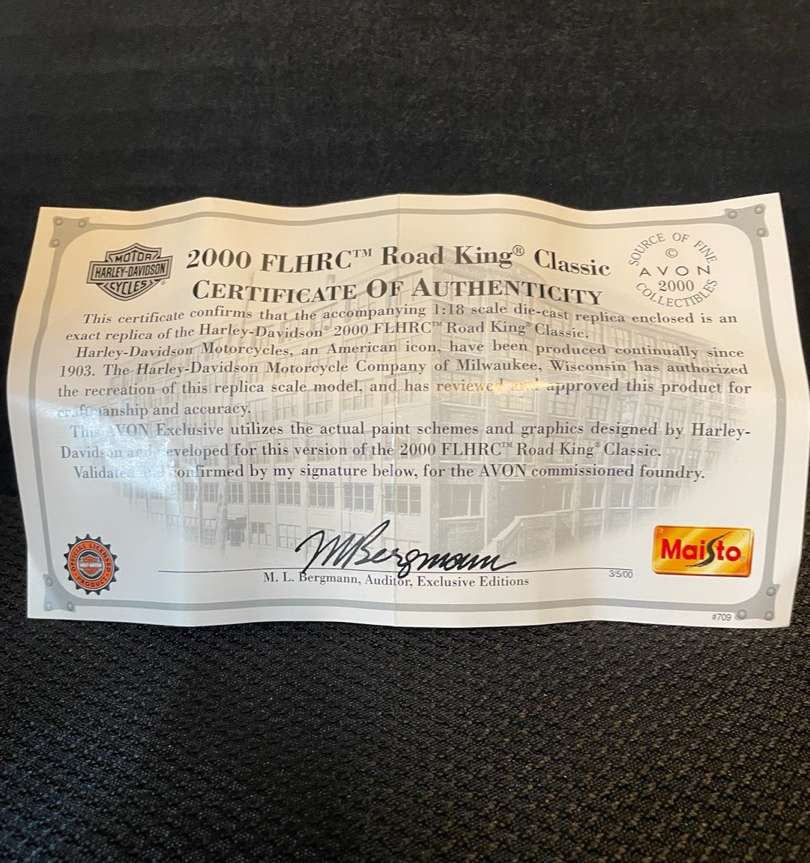 MOTOR
HARLEY-DAVIDSON
CYCLES
2000 FLHRC™ Road King® Classic
CERTIFICATE OF AUTHENTICITY
SOURCE OF FINE
©
AVON
2000
COLLECTIBLES
This certificate confirms that the accompanying 1:18 scale die-cast replica enclosed is an
exact replica of the Harley-Davidson® 2000 FLHRC™ Road King® Classic.
Harley-Davidson Motorcycles, an American icon, have been produced continually since
1903. The Harley-Davidson Motorcycle Company of Milwaukee, Wisconsin has authorized
the recreation of this replica scale model, and has reviewed and approved this product for
craftsmanship and accuracy.
This AVON Exclusive utilizes the actual paint schemes and graphics designed by Harley-
Davidson and developed for this version of the 2000 FLHRC™ Road King® Classic.
Validated and confirmed by my signature below, for the AVON commissioned foundry.
MBergmann
M. L. Bergmann, Auditor, Exclusive Editions
3/5/00
Maisto
#709